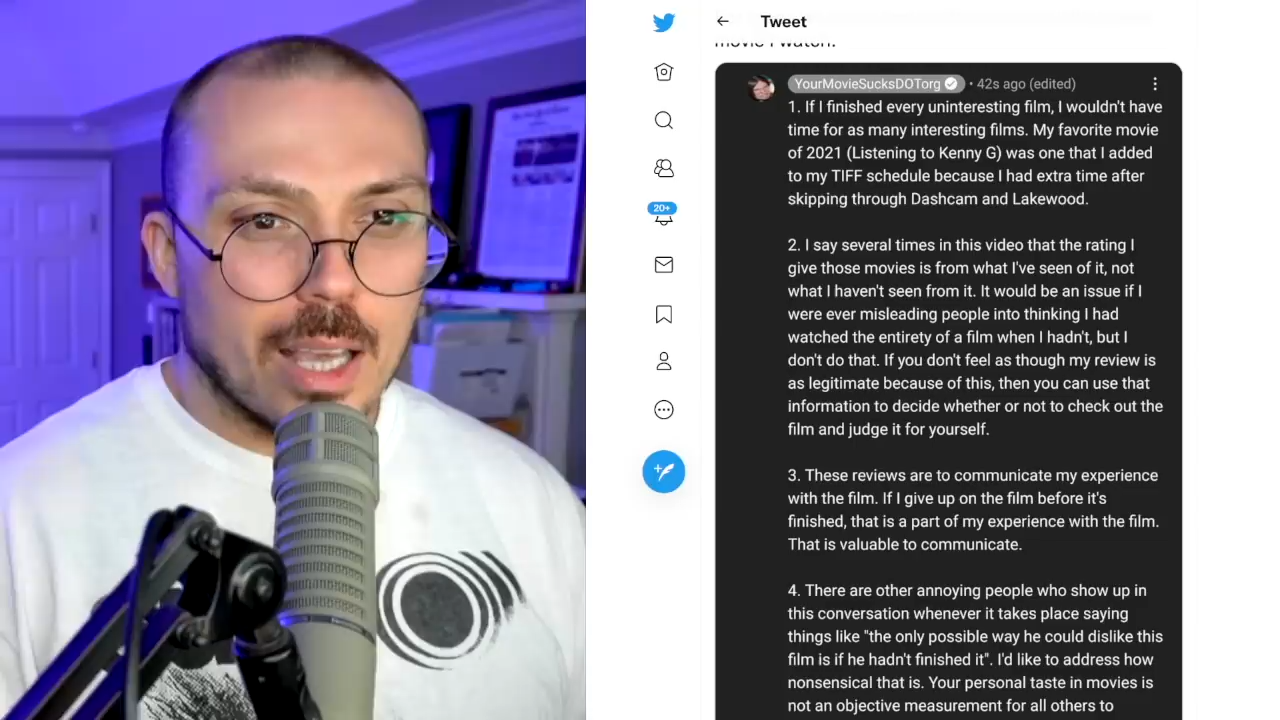 Tweet
movie I watch.
YourMovieSucksDOTorg • 42s ago (edited)
1. If I finished every uninteresting film, I wouldn't have
time for as many interesting films. My favorite movie
of 2021 (Listening to Kenny G) was one that I added
to my TIFF schedule because I had extra time after
skipping through Dashcam and Lakewood.
2. I say several times in this video that the rating I
give those movies is from what I've seen of it, not
what I haven't seen from it. It would be an issue if I
were ever misleading people into thinking I had
watched the entirety of a film when I hadn't, but I
don't do that. If you don't feel as though my review is
as legitimate because of this, then you can use that
information to decide whether or not to check out the
film and judge it for yourself.
20+
3. These reviews are to communicate my experience
with the film. If I give up on the film before it's
finished, that is a part of my experience with the film.
That is valuable to communicate.
4. There are other annoying people who show up in
this conversation whenever it takes place saying
things like "the only possible way he could dislike this
film is if he hadn't finished it". I'd like to address how
nonsensical that is. Your personal taste in movies is
not an objective measurement for all others to